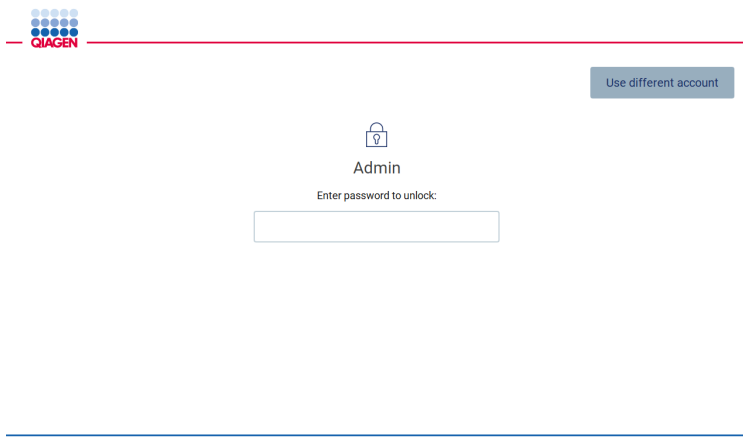 QIAGEN
Use different account
Admin
Enter password to unlock: